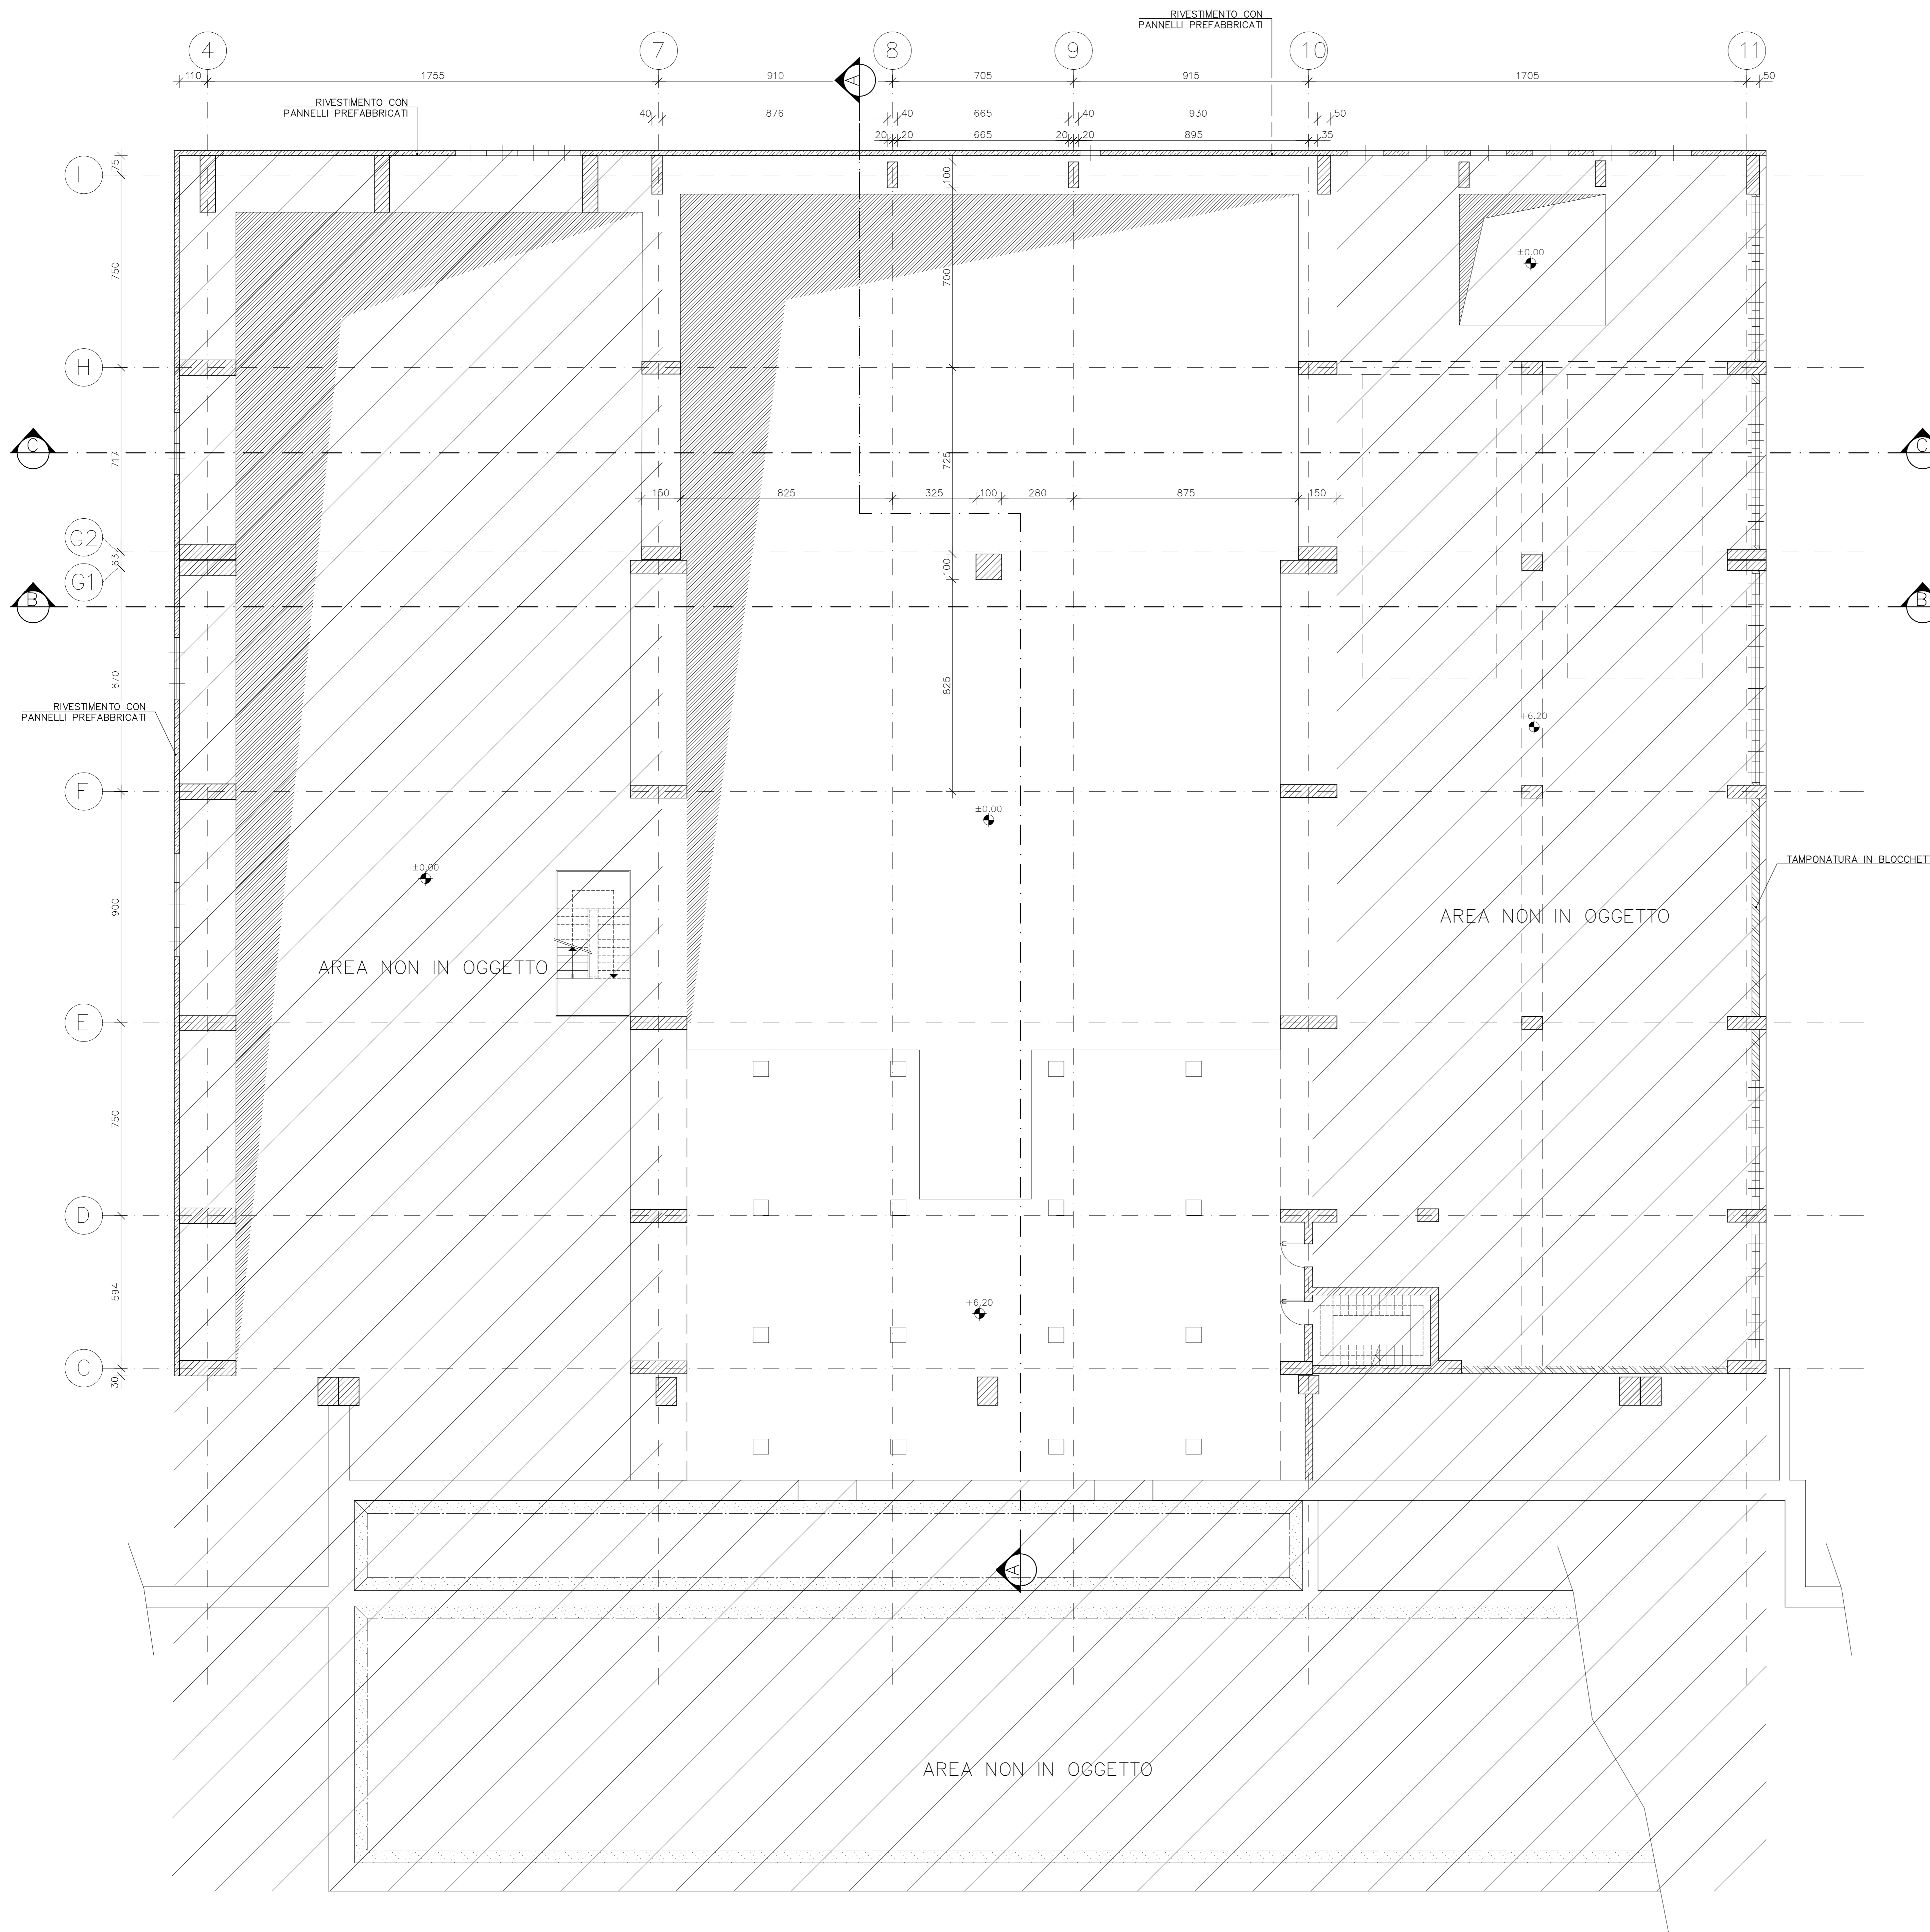 RIVESTIMENTO CON
PANNELLI PREFABBRICATI
4
7
8
9
10
11
110
1755
910
A
705
915
1705
50
RIVESTIMENTO CON
PANNELLI PREFABBRICATI
40
876
40
665
40
930
50
20
20
665
20
20
895
35
I
75
100
750
700
±0,00
H
C
717
725
C
150
825
325
100
280
875
150
G2
63
G1
100
B
B
870
825
RIVESTIMENTO CON
PANNELLI PREFABBRICATI
+6,20
F
±0,00
TAMPONATURA IN BLOCCHETT
±0,00
900
AREA NON IN OGGETTO
AREA NON IN OGGETTO
E
750
D
594
+6,20
C
30
A
AREA NON IN OGGETTO